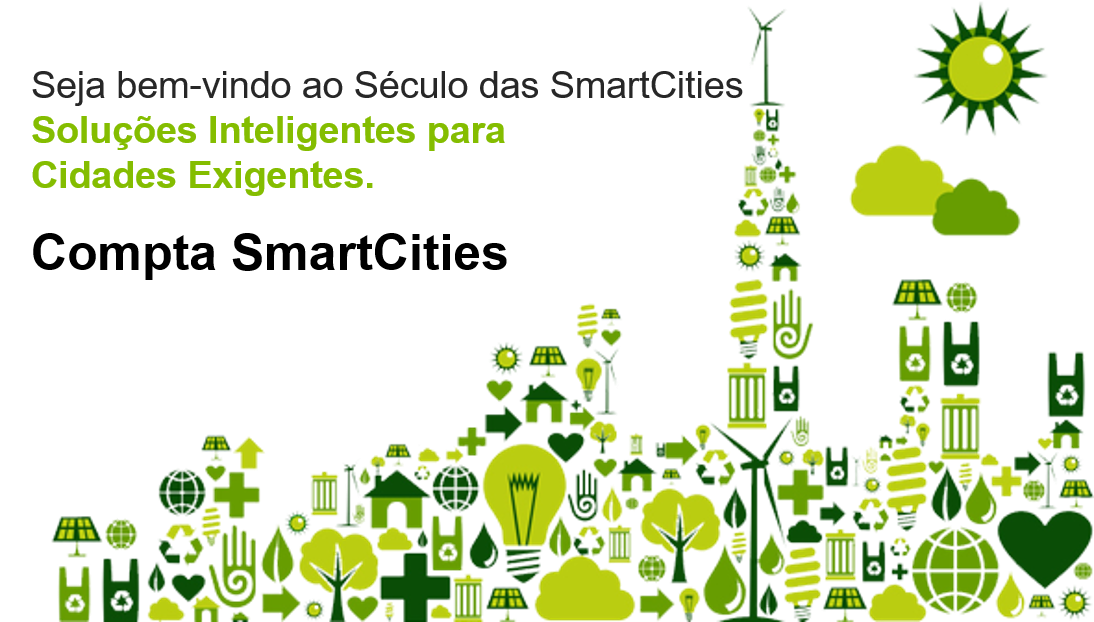 Seja bem-vindo ao Século das SmartCities
Soluções Inteligentes para
Cidades Exigentes.
Compta SmartCities